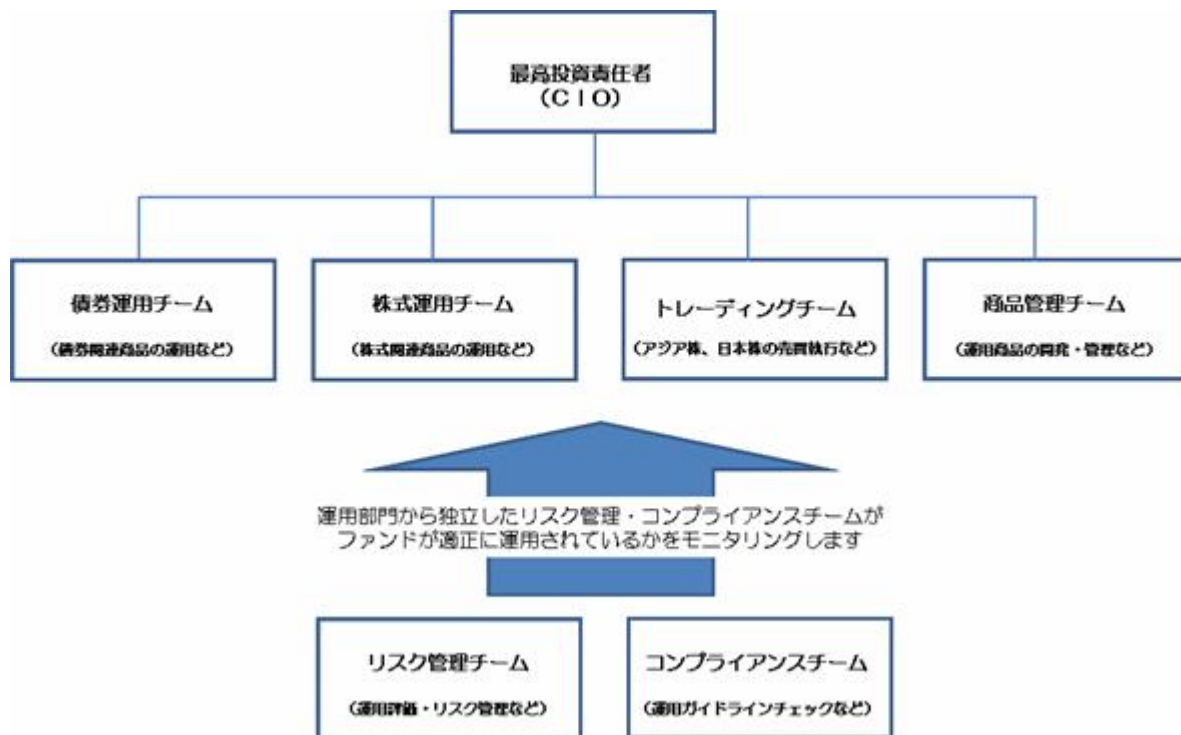 最高投資責任者
(CIO)
債券運用チーム
(債券関連商品の運用など)
株式運用チーム
(株式関連商品の運用など)
トレーディングチーム
(アジア株、日本株の売買執行など)
商品管理チーム
(運用商品の開発・管理など)
運用部門から独立したリスク管理・コンプライアンスチームが
ファンドが適正に運用されているかをモニタリングします
リスク管理チーム
(運用評価・リスク管理など)
コンプライアンスチーム
(運用ガイドラインチェックなど)